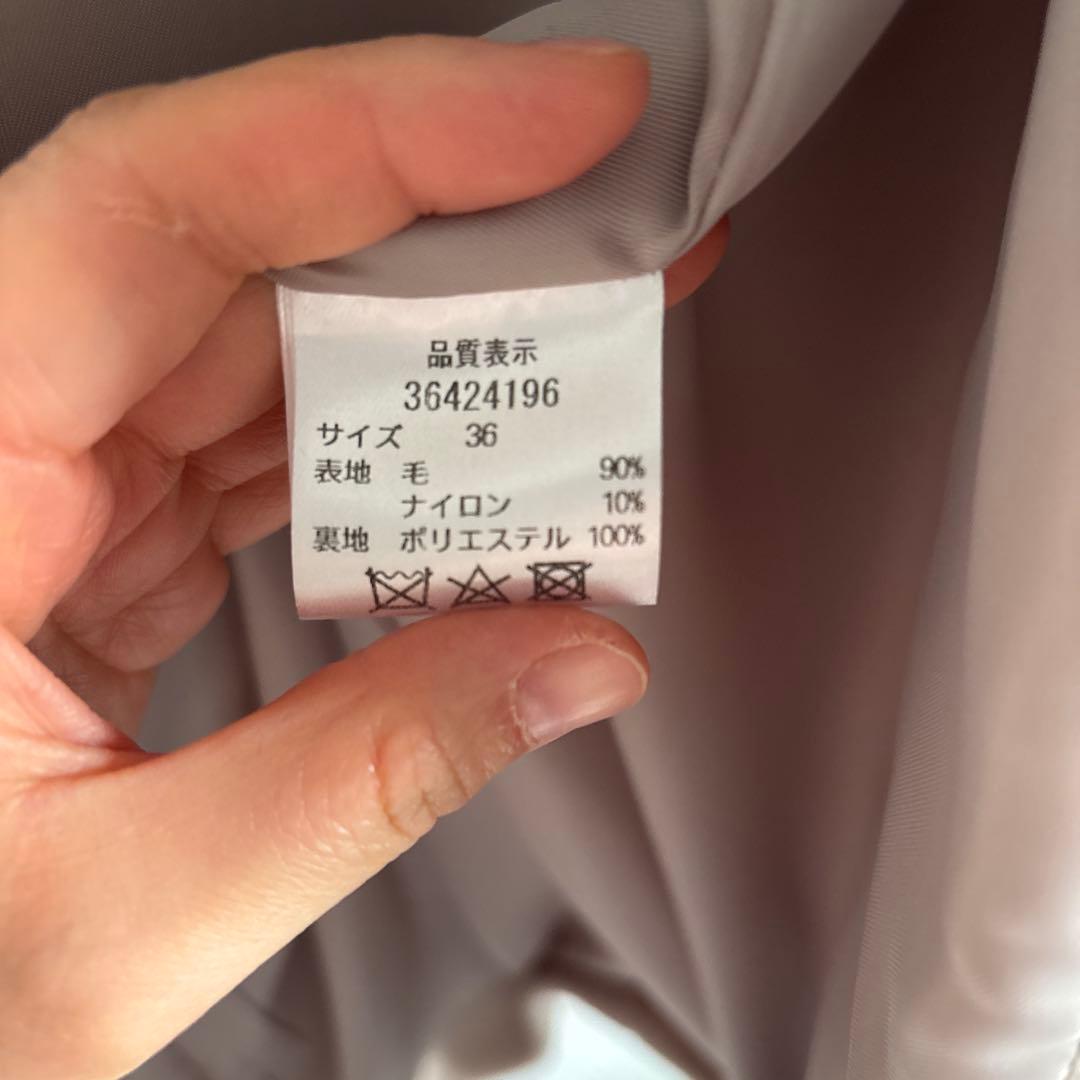 品質表示
36424196
サイズ 36
表地 毛 90%
ナイロン 10%
裏地 ポリエステル 100%